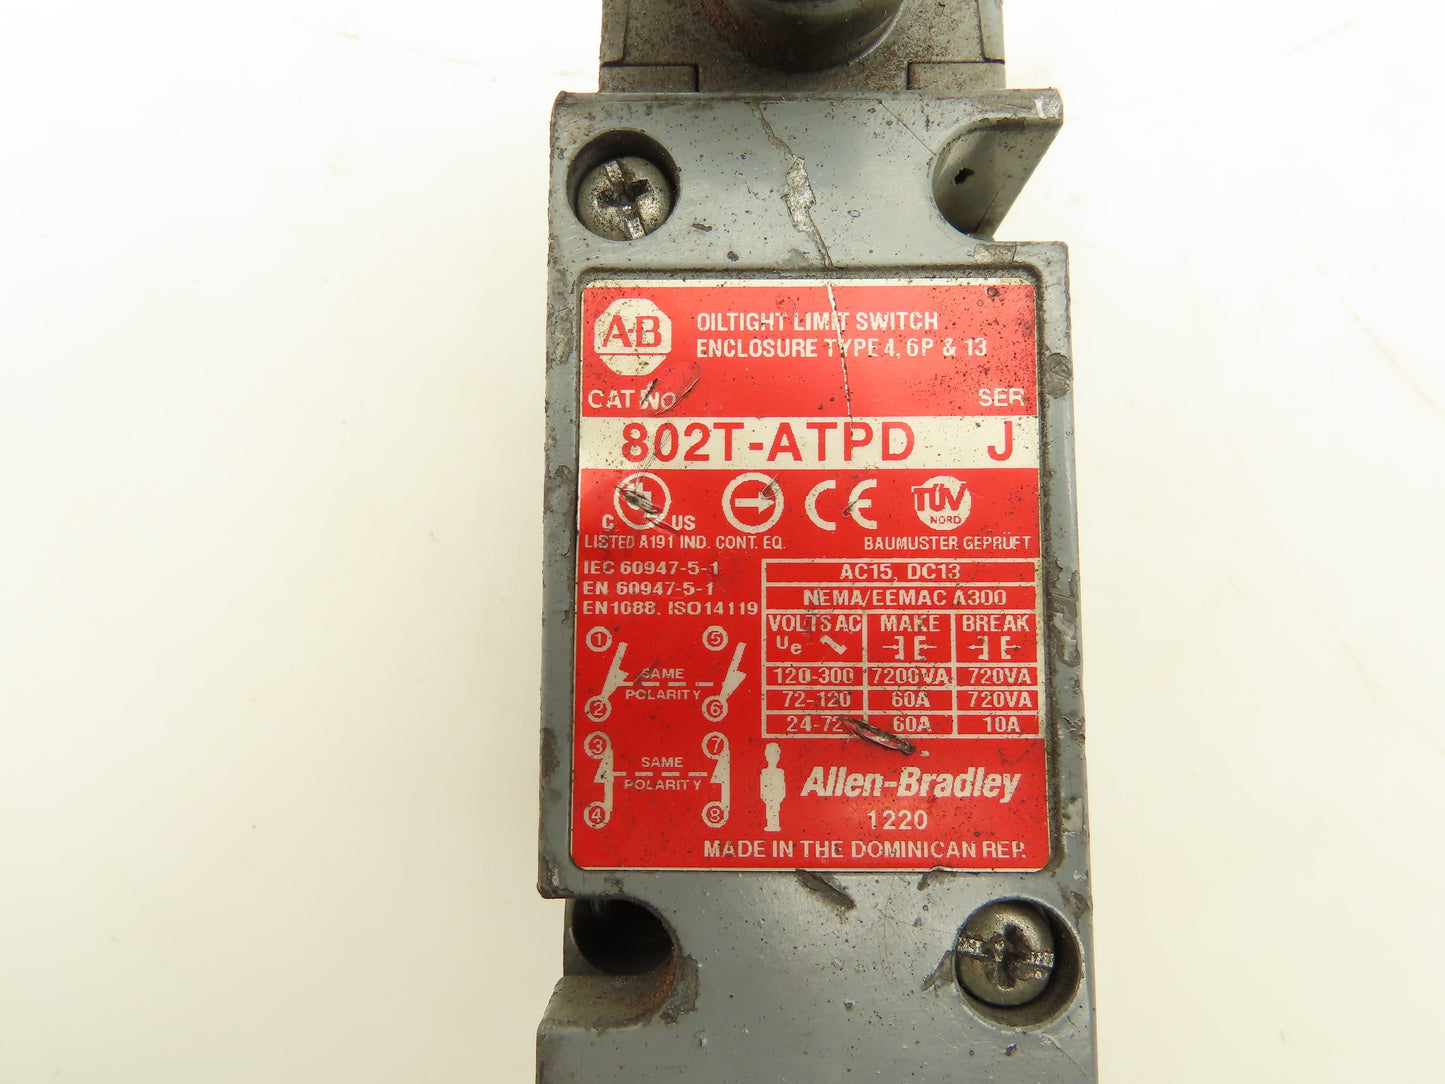 A-B
OILTIGHT LIMIT SWITCH
ENCLOSURE TYPE 4, 6P & 13
CAT No SER
802T-ATPD J
C US CE TÜV NORD
LISTED A191 IND. CONT. EQ. BAUMUSTER GEPRÜFT
IEC 60947-5-1
EN 60947-5-1
EN1088, ISO14119
AC15, DC13
NEMA/EEMAC A300
VOLTS AC MAKE BREAK
Ue
120-300 7200VA 720VA
72-120 60A 720VA
24-72 60A 10A
1 5
SAME
POLARITY
2 6
3 7
SAME
POLARITY
4 8
Allen-Bradley
1220
MADE IN THE DOMINICAN REP.